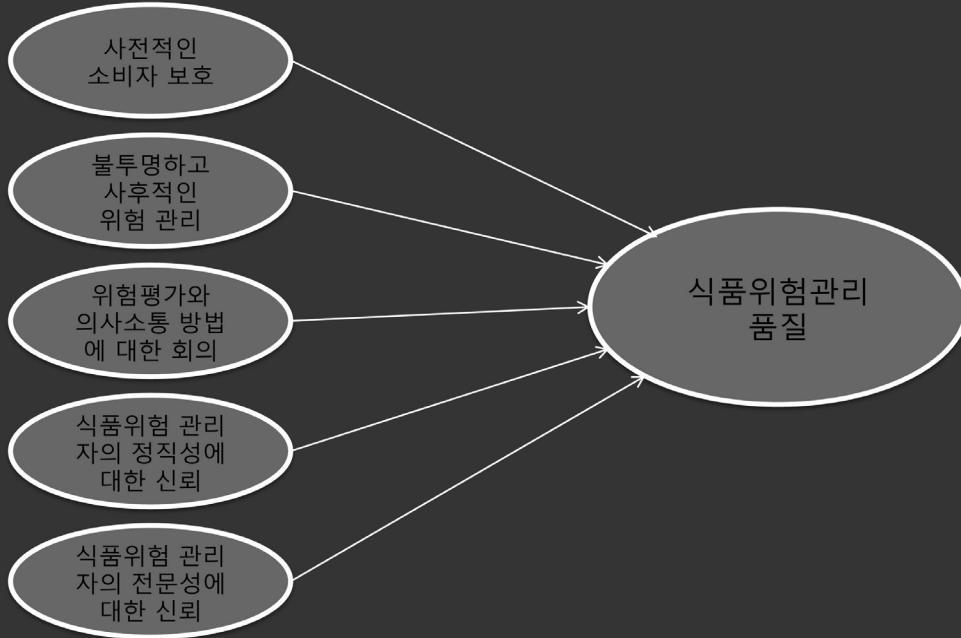 사전적인
소비자 보호
불투명하고
사후적인
위험 관리
위험평가와
의사소통 방법
에 대한 회의
식품위험 관리
자의 정직성에
대한 신뢰
식품위험 관리
자의 전문성에
대한 신뢰
식품위험관리
품질